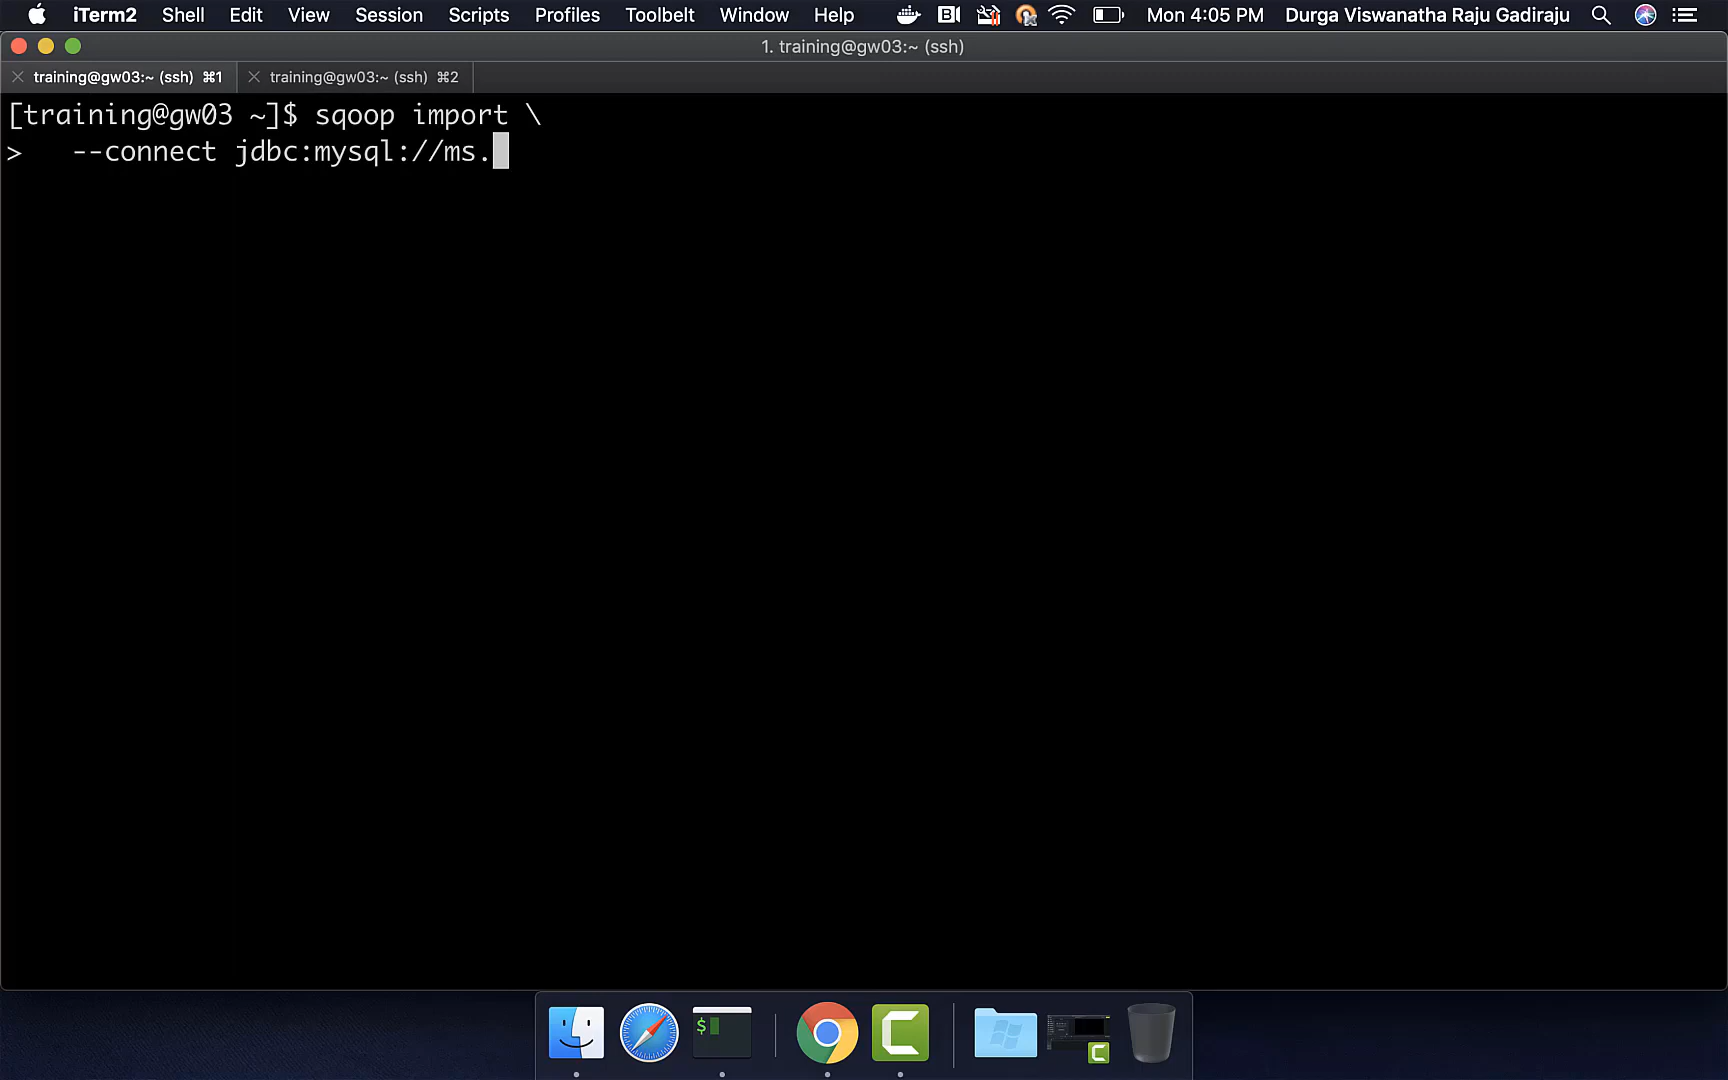 iTerm2 Shell Edit View Session Scripts Profiles Toolbelt Window Help Mon 4:05 PM Durga Viswanatha Raju Gadiraju
1. training@gw03:~ (ssh)
training@gw03:~ (ssh) ⌘1 training@gw03:~ (ssh) ⌘2
[training@gw03 ~]$ sqoop import \
>   --connect jdbc:mysql://ms.